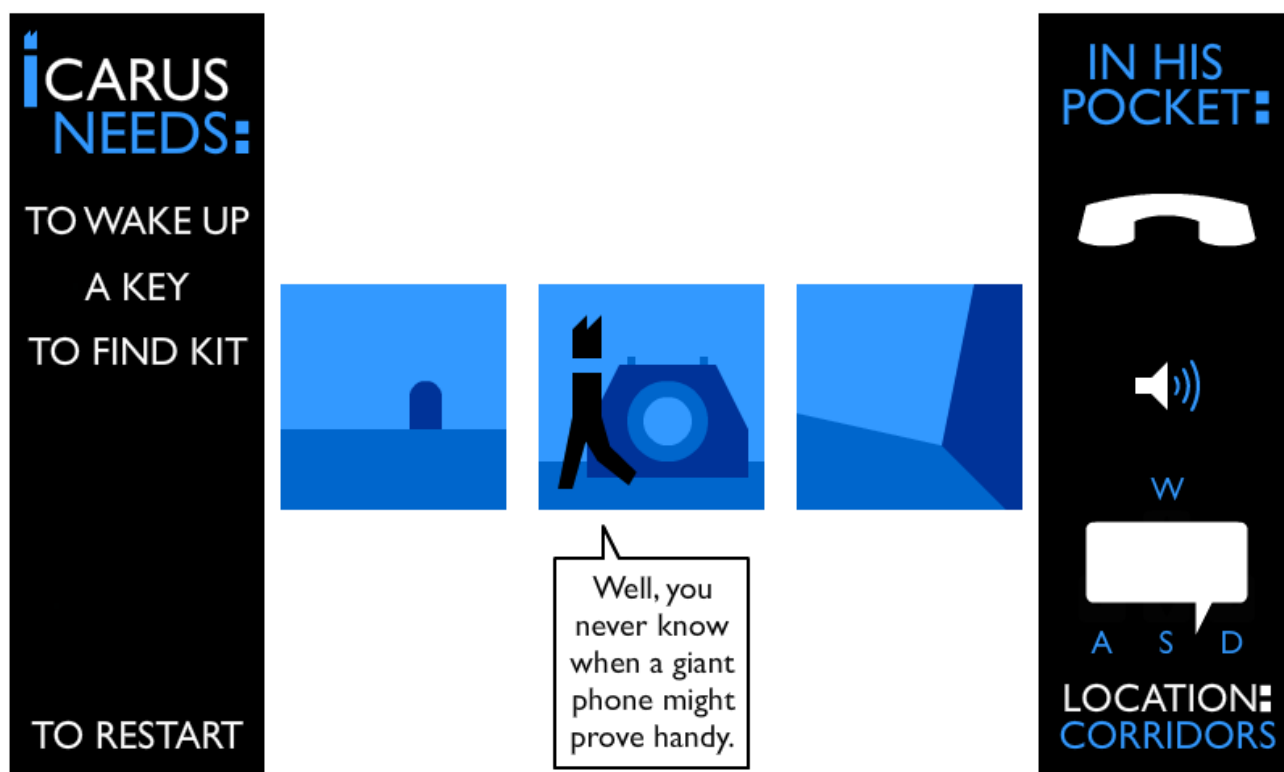 iCARUS
NEEDS:
TO WAKE UP
A KEY
TO FIND KIT
TO RESTART
Well, you
never know
when a giant
phone might
prove handy.
IN HIS
POCKET:
W
A S D
LOCATION:
CORRIDORS